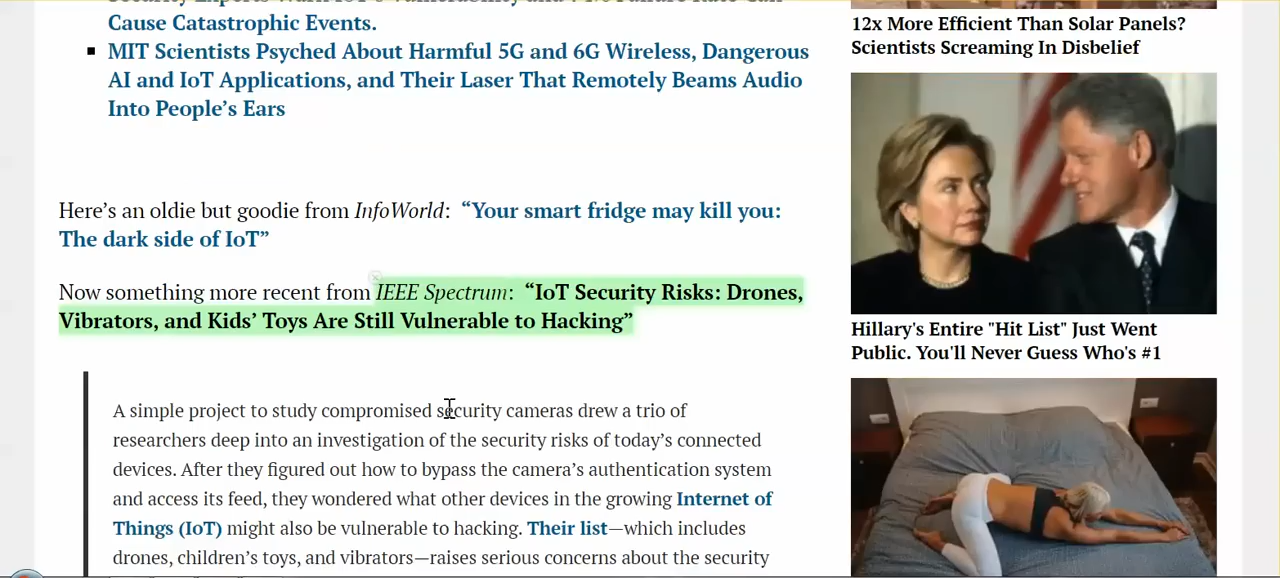 Cause Catastrophic Events.
MIT Scientists Psyched About Harmful 5G and 6G Wireless, Dangerous
AI and IoT Applications, and Their Laser That Remotely Beams Audio
Into People’s Ears
Here’s an oldie but goodie from InfoWorld: “Your smart fridge may kill you:
The dark side of IoT”
Now something more recent from IEEE Spectrum: “IoT Security Risks: Drones,
Vibrators, and Kids’ Toys Are Still Vulnerable to Hacking”
A simple project to study compromised security cameras drew a trio of
researchers deep into an investigation of the security risks of today’s connected
devices. After they figured out how to bypass the camera’s authentication system
and access its feed, they wondered what other devices in the growing Internet of
Things (IoT) might also be vulnerable to hacking. Their list—which includes
drones, children’s toys, and vibrators—raises serious concerns about the security
12x More Efficient Than Solar Panels?
Scientists Screaming In Disbelief
Hillary's Entire "Hit List" Just Went
Public. You'll Never Guess Who's #1